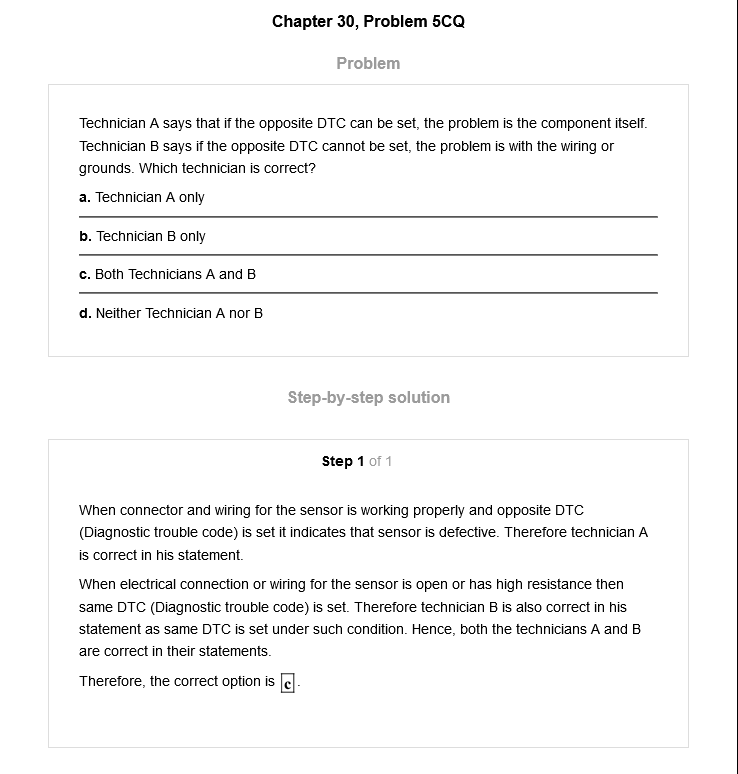 Chapter 30, Problem 5CQ
Problem
Technician A says that if the opposite DTC can be set, the problem is the component itself.
Technician B says if the opposite DTC cannot be set, the problem is with the wiring or
grounds. Which technician is correct?
a. Technician A only
b. Technician B only
c. Both Technicians A and B
d. Neither Technician A nor B
Step-by-step solution
Step 1 of 1
When connector and wiring for the sensor is working properly and opposite DTC
(Diagnostic trouble code) is set it indicates that sensor is defective. Therefore technician A
is correct in his statement.
When electrical connection or wiring for the sensor is open or has high resistance then
same DTC (Diagnostic trouble code) is set. Therefore technician B is also correct in his
statement as same DTC is set under such condition. Hence, both the technicians A and B
are correct in their statements.
Therefore, the correct option is c.